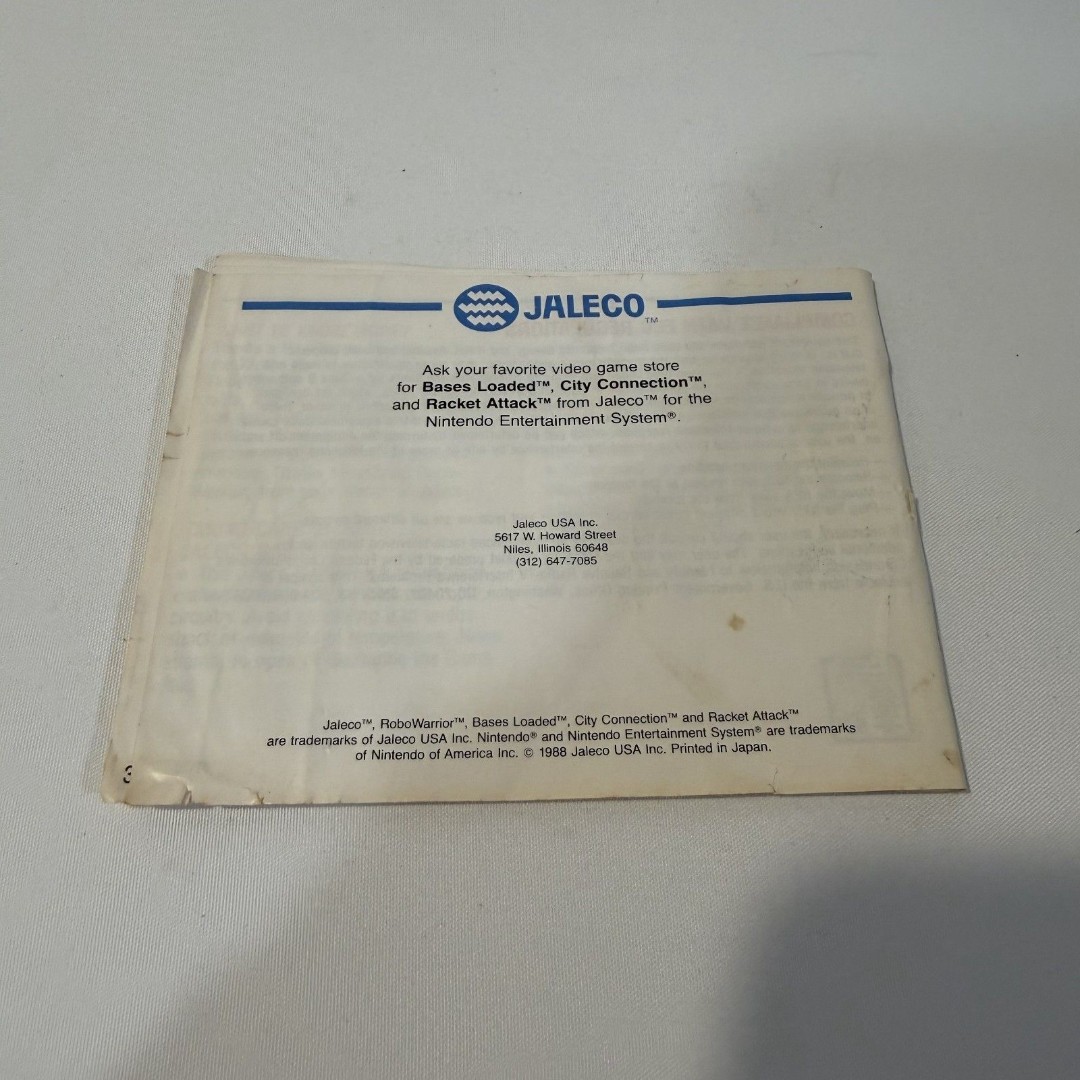 JALECO™
Ask your favorite video game store
for Bases Loaded™, City Connection™,
and Racket Attack™ from Jaleco™ for the
Nintendo Entertainment System®.
Jaleco USA Inc.
5617 W. Howard Street
Niles, Illinois 60648
(312) 647-7085
Jaleco™, RoboWarrior™, Bases Loaded™, City Connection™ and Racket Attack™
are trademarks of Jaleco USA Inc. Nintendo® and Nintendo Entertainment System® are trademarks
of Nintendo of America Inc. © 1988 Jaleco USA Inc. Printed in Japan.
3